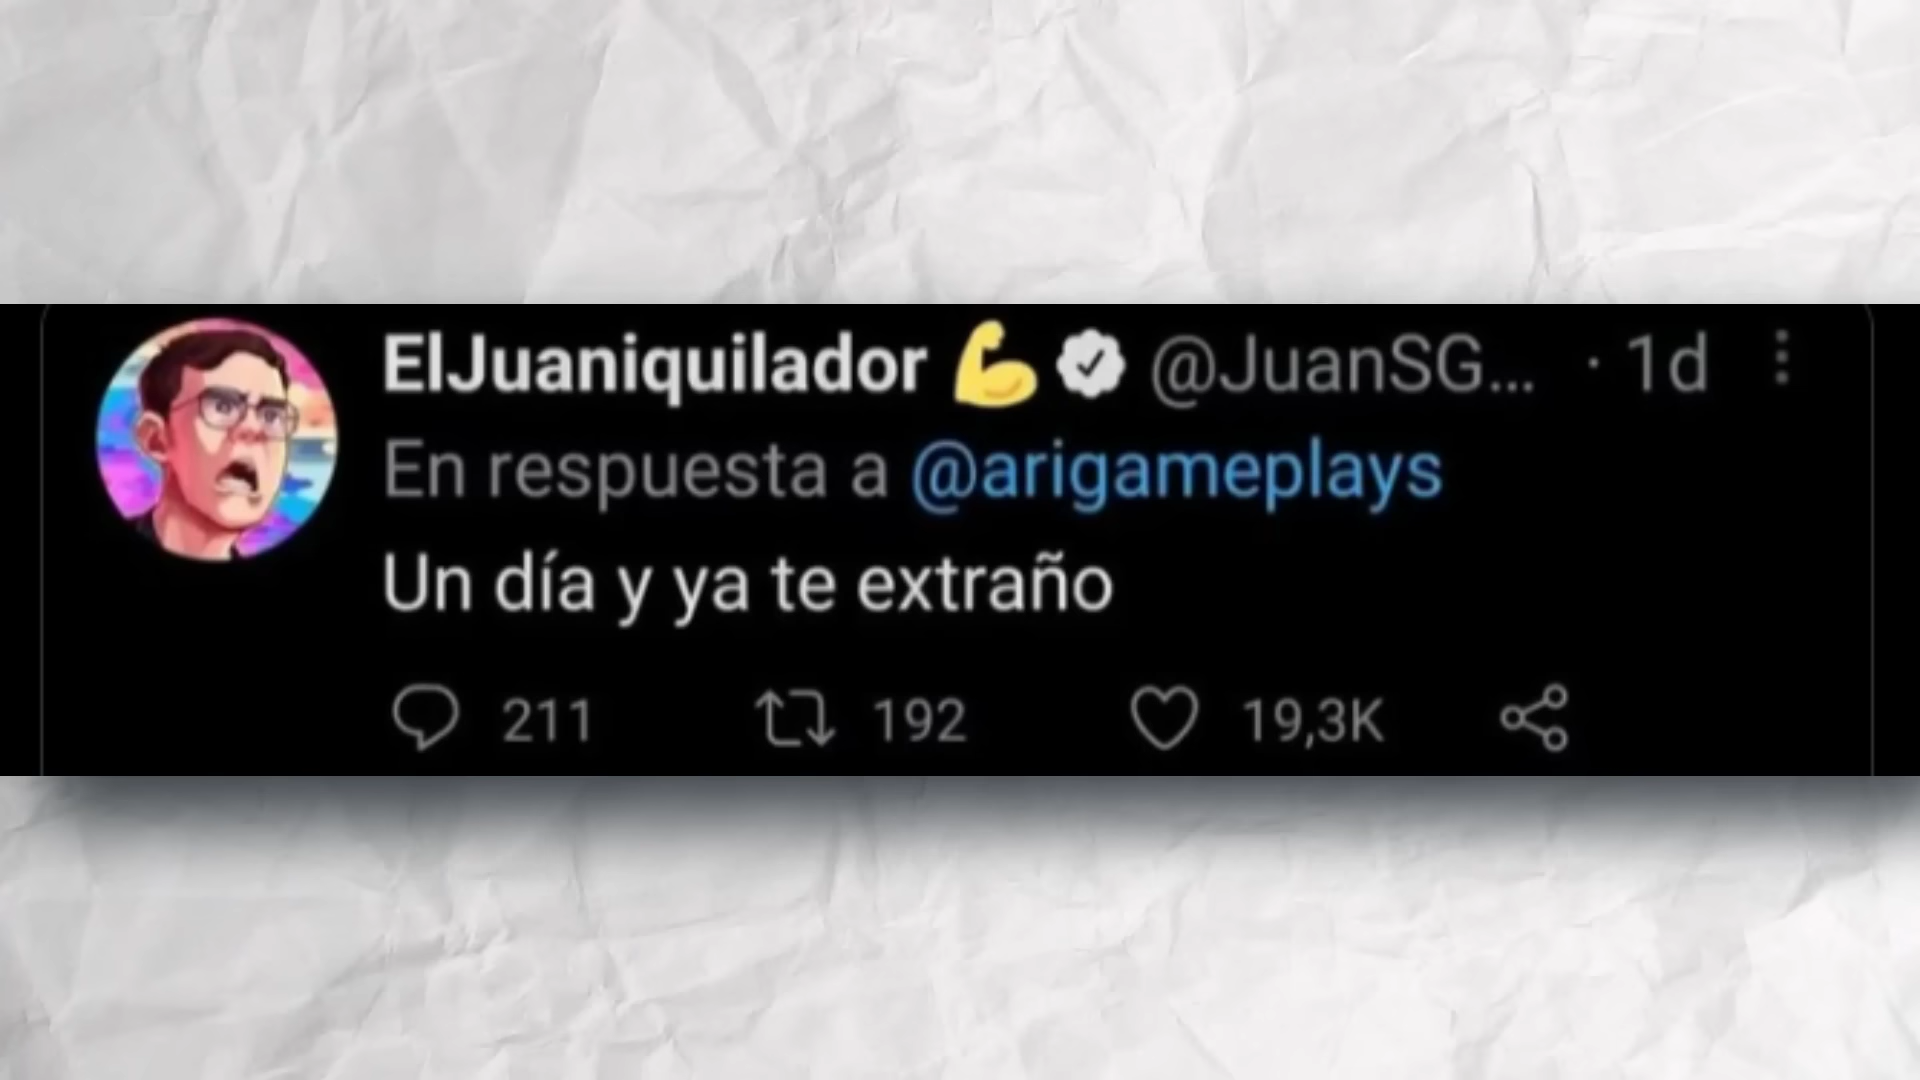 ElJuaniquilador 💪 @JuanSG... · 1d
En respuesta a @arigameplays
Un día y ya te extraño
211 192 19,3K